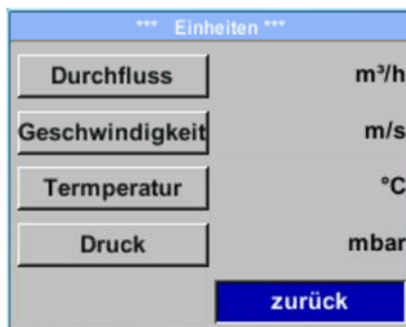 *** Einheiten ***
Durchfluss m³/h
Geschwindigkeit m/s
Termperatur °C
Druck mbar
zurück